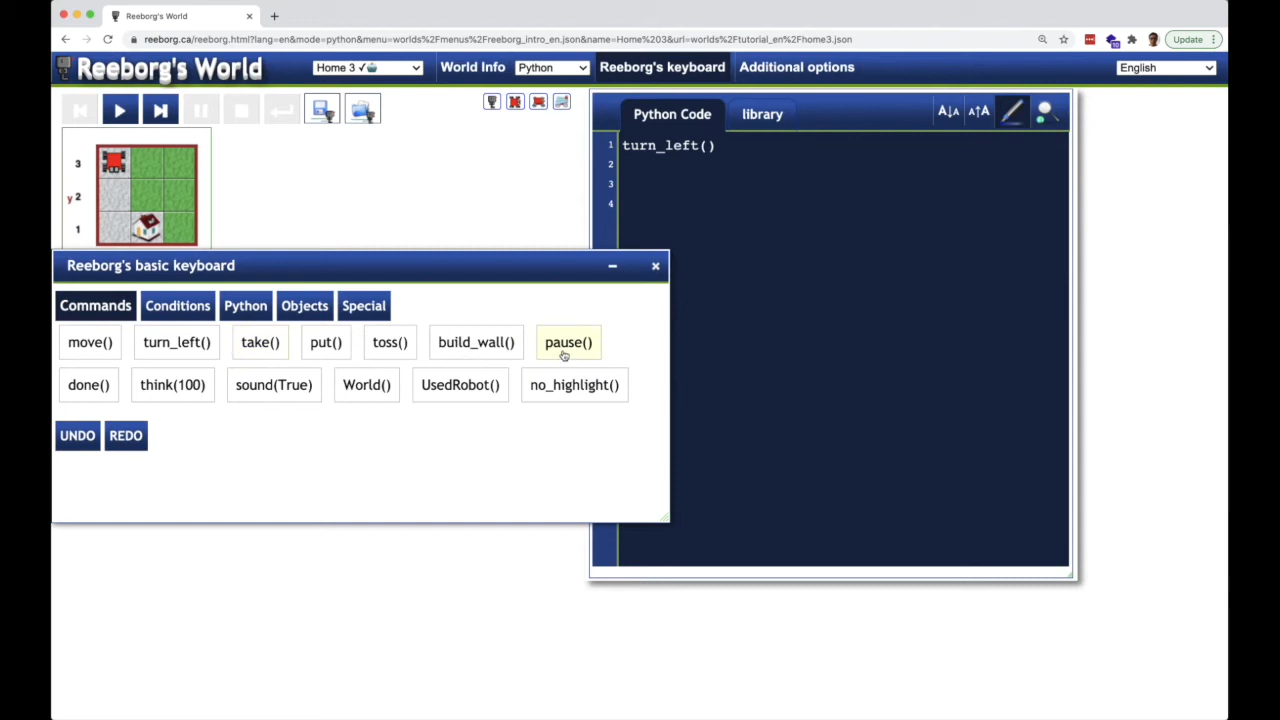 Reeborg's World
reeborg.ca/reeborg.html?lang=en&mode=python&menu=worlds%2Fmenus%2Freeborg_intro_en.json&name=Home%203&url=worlds%2Ftutorial_en%2Fhome3.json
10
Update
Reeborg's World
Home 3 ✓
World Info
Python
Reeborg's keyboard
Additional options
English
Python Code
library
A↓A A↑A
1 turn_left()
2
3
4
3
y 2
1
Reeborg's basic keyboard
Commands Conditions Python Objects Special
move() turn_left() take() put() toss() build_wall() pause()
done() think(100) sound(True) World() UsedRobot() no_highlight()
UNDO REDO